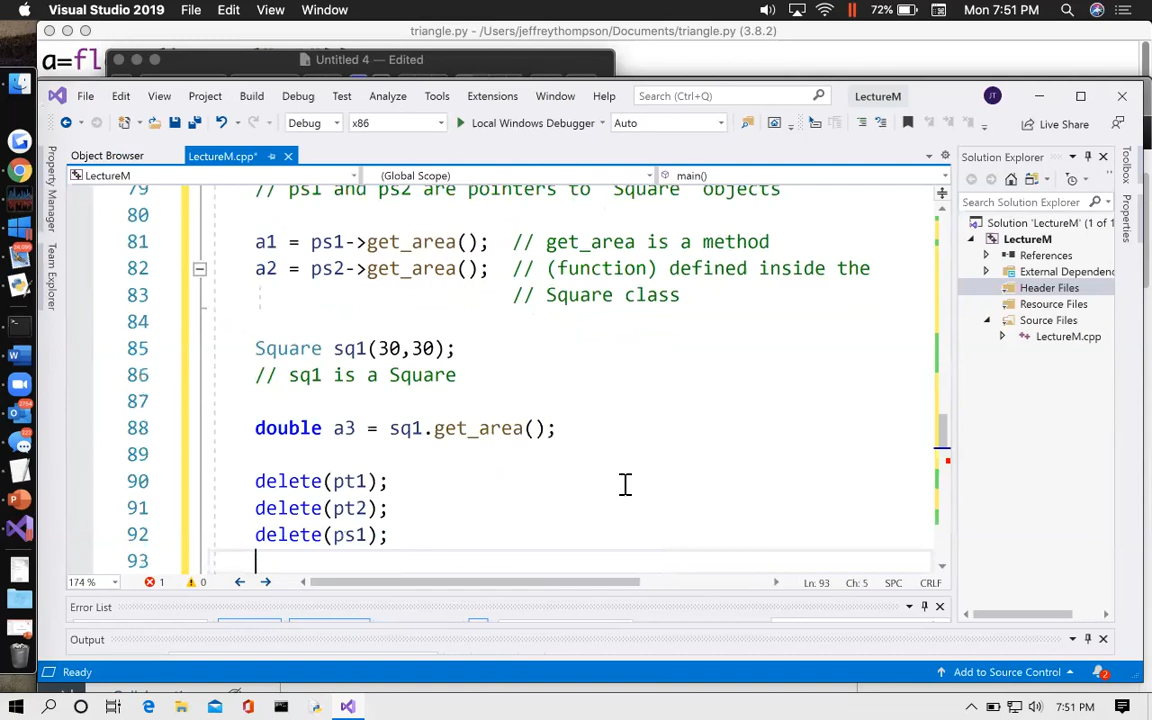 Visual Studio 2019 File Edit View Window 72% Mon 7:51 PM
triangle.py - /Users/jeffreythompson/Documents/triangle.py (3.8.2)
a=fl
Untitled 4 — Edited
File Edit View Project Build Debug Test Analyze Tools Extensions Window Help Search (Ctrl+Q) LectureM JT
Debug x86 Local Windows Debugger Auto Live Share
Object Browser LectureM.cpp*
LectureM (Global Scope) main()
79 // ps1 and ps2 are pointers to "Square" objects
80
81 a1 = ps1->get_area(); // get_area is a method
82 a2 = ps2->get_area(); // (function) defined inside the
83 // Square class
84
85 Square sq1(30,30);
86 // sq1 is a Square
87
88 double a3 = sq1.get_area();
89
90 delete(pt1);
91 delete(pt2);
92 delete(ps1);
93
174 % 1 0 Ln: 93 Ch: 5 SPC CRLF
Error List
Output
Ready Add to Source Control 2
Property Manager
Team Explorer
Solution Explorer
Search Solution Explorer
Solution 'LectureM' (1 of 1
LectureM
References
External Dependenc
Header Files
Resource Files
Source Files
LectureM.cpp
Toolbox
Properties
7:51 PM